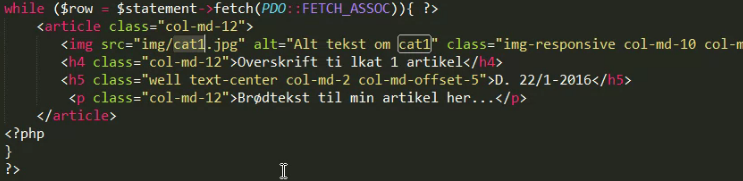 while ($row = $statement->fetch(PDO::FETCH_ASSOC)){ ?>
<article class="col-md-12">
<img src="img/cat1.jpg" alt="Alt tekst om cat1" class="img-responsive col-md-10 col-m
<h4 class="col-md-12">Overskrift ti lkat 1 artikel</h4>
<h5 class="well text-center col-md-2 col-md-offset-5">D. 22/1-2016</h5>
<p class="col-md-12">Brødtekst til min artikel her...</p>
</article>
<?php
}
?>